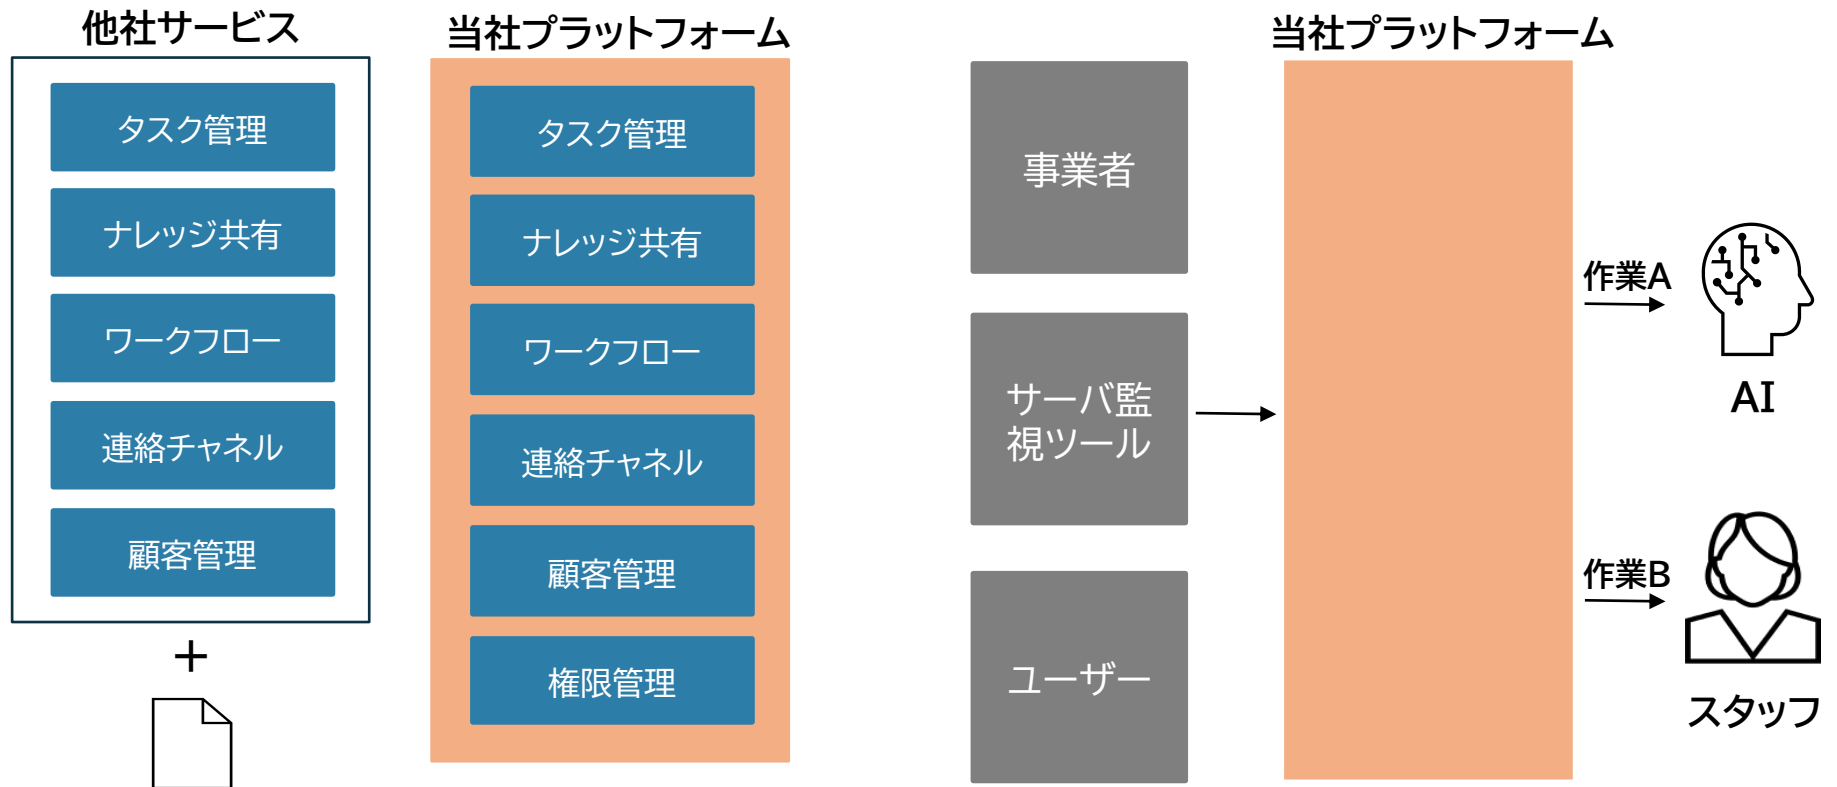 他社サービス
タスク管理
ナレッジ共有
ワークフロー
連絡チャネル
顧客管理
+
当社プラットフォーム
タスク管理
ナレッジ共有
ワークフロー
連絡チャネル
顧客管理
権限管理
事業者
サーバ監
視ツール
ユーザー
当社プラットフォーム
作業A
AI
作業B
スタッフ